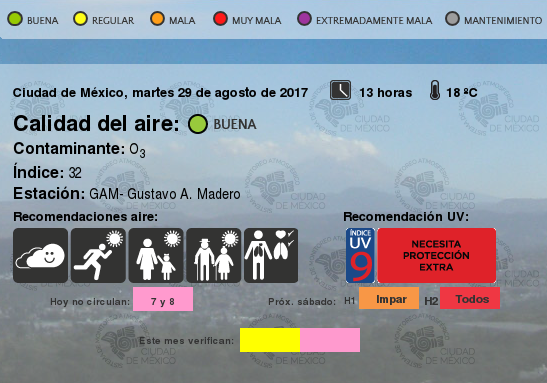 BUENA REGULAR MALA MUY MALA EXTREMADAMENTE MALA MANTENIMIENTO
Ciudad de México, martes 29 de agosto de 2017 13 horas 18 ºC
Calidad del aire: BUENA
Contaminante: O₃
Índice: 32
Estación: GAM- Gustavo A. Madero
Recomendaciones aire: Recomendación UV:
ÍNDICE
UV
9
NECESITA
PROTECCIÓN
EXTRA
Hoy no circulan: 7 y 8 Próx. sábado: H1 Impar H2 Todos
Este mes verifican:
CIUDAD
DE MÉXICO